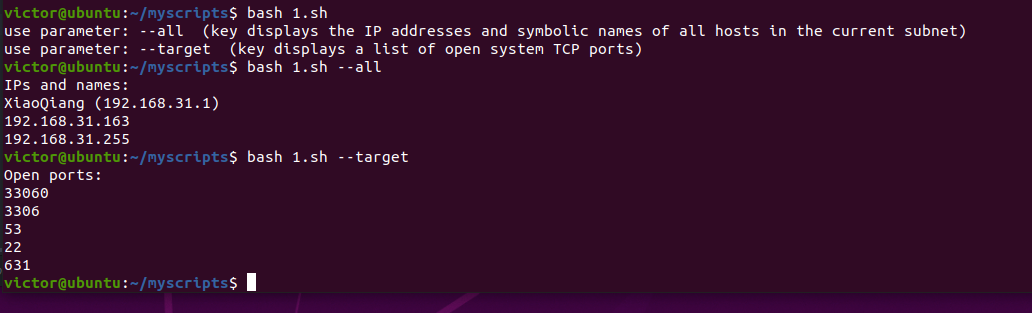 victor@ubuntu:~/myscripts$ bash 1.sh
use parameter: --all  (key displays the IP addresses and symbolic names of all hosts in the current subnet)
use parameter: --target  (key displays a list of open system TCP ports)
victor@ubuntu:~/myscripts$ bash 1.sh --all
IPs and names:
XiaoQiang (192.168.31.1)
192.168.31.163
192.168.31.255
victor@ubuntu:~/myscripts$ bash 1.sh --target
Open ports:
33060
3306
53
22
631
victor@ubuntu:~/myscripts$